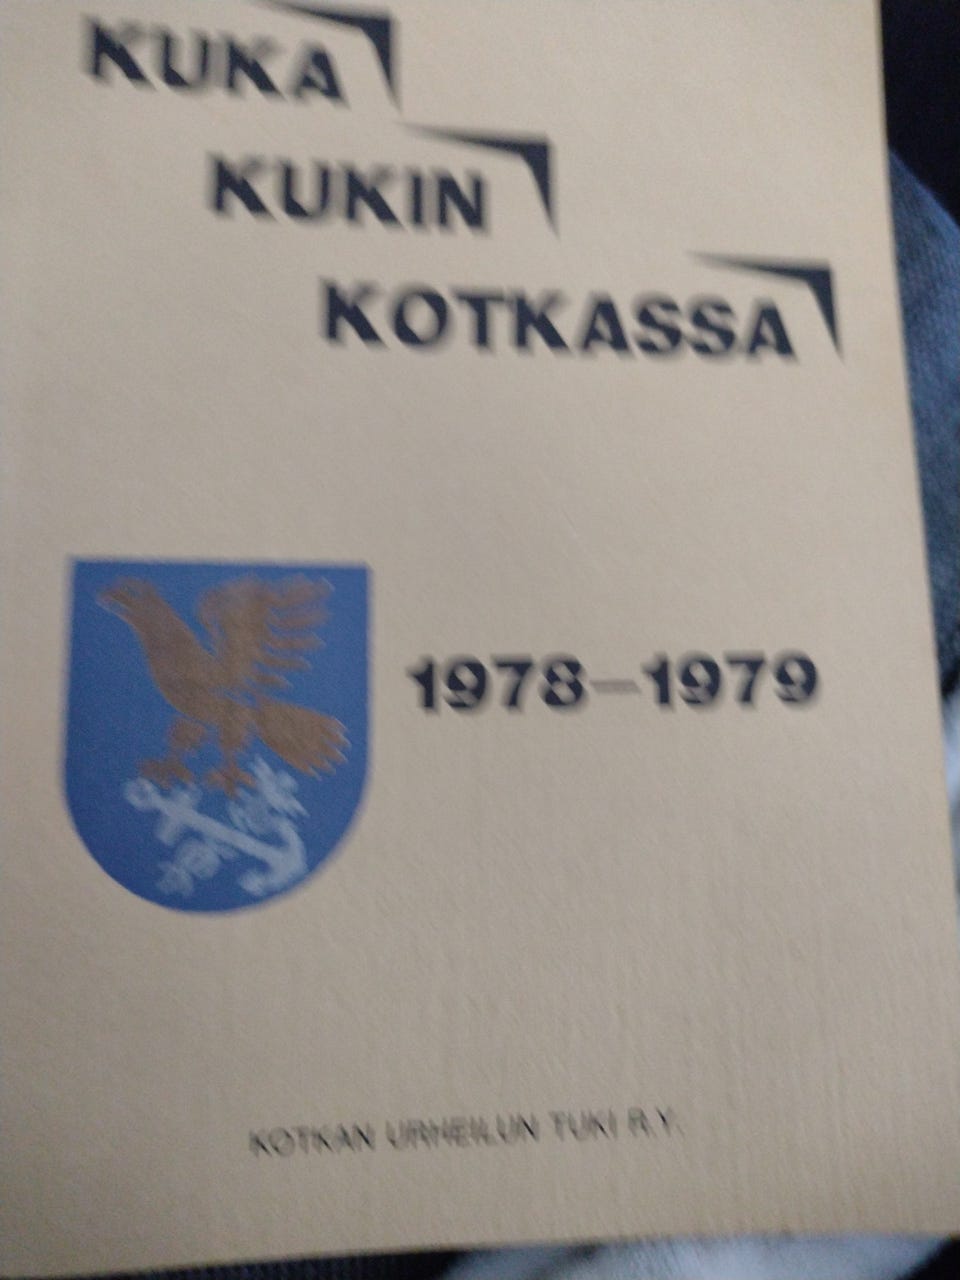 KUKA
KUKIN
KOTKASSA
1978—1979
KOTKAN URHEILUN TUKI R.Y.